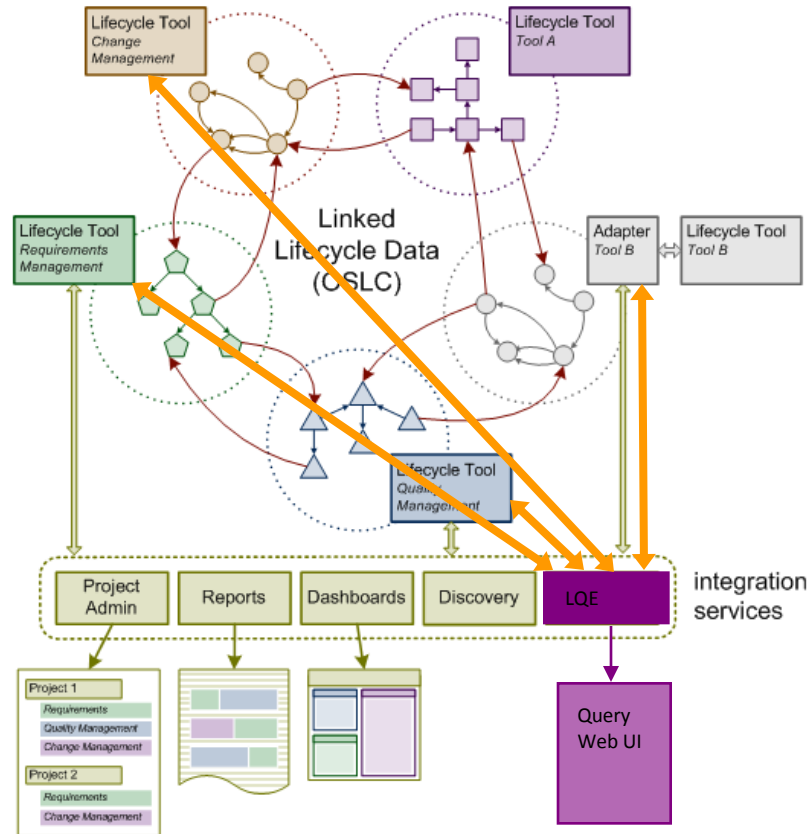 Lifecycle Tool
Change
Management
Lifecycle Tool
Tool A
Linked
Lifecycle Data
(OSLC)
Lifecycle Tool
Requirements
Management
Adapter
Tool B
Lifecycle Tool
Tool B
Lifecycle Tool
Quality
Management
Project
Admin
Reports
Dashboards
Discovery
LQE
integration
services
Project 1
Requirements
Quality Management
Change Management
Project 2
Requirements
Change Management
Query
Web UI